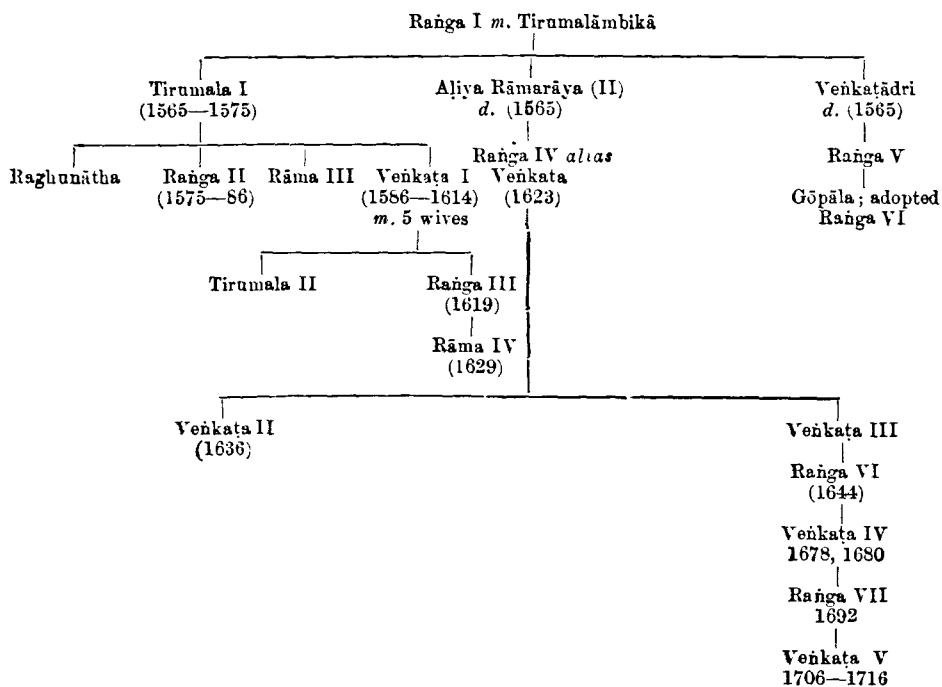 Raṅga I m. Tirumalāmbikâ
Tirumala I Aḷiya Rāmarāya (II) Veṅkaṭādri
(1565—1575) d. (1565) d. (1565)
Raṅga IV alias Raṅga V
Raghunātha Raṅga II Rāma III Veṅkaṭa I Veṅkaṭa
(1575—86) (1586—1614) (1623) Gōpāla; adopted
m. 5 wives Raṅga VI
Tirumala II Raṅga III
(1619)
Rāma IV
(1629)
Veṅkaṭa II Veṅkaṭa III
(1636)
Raṅga VI
(1644)
Veṅkaṭa IV
1678, 1680
Raṅga VII
1692
Veṅkaṭa V
1706—1716